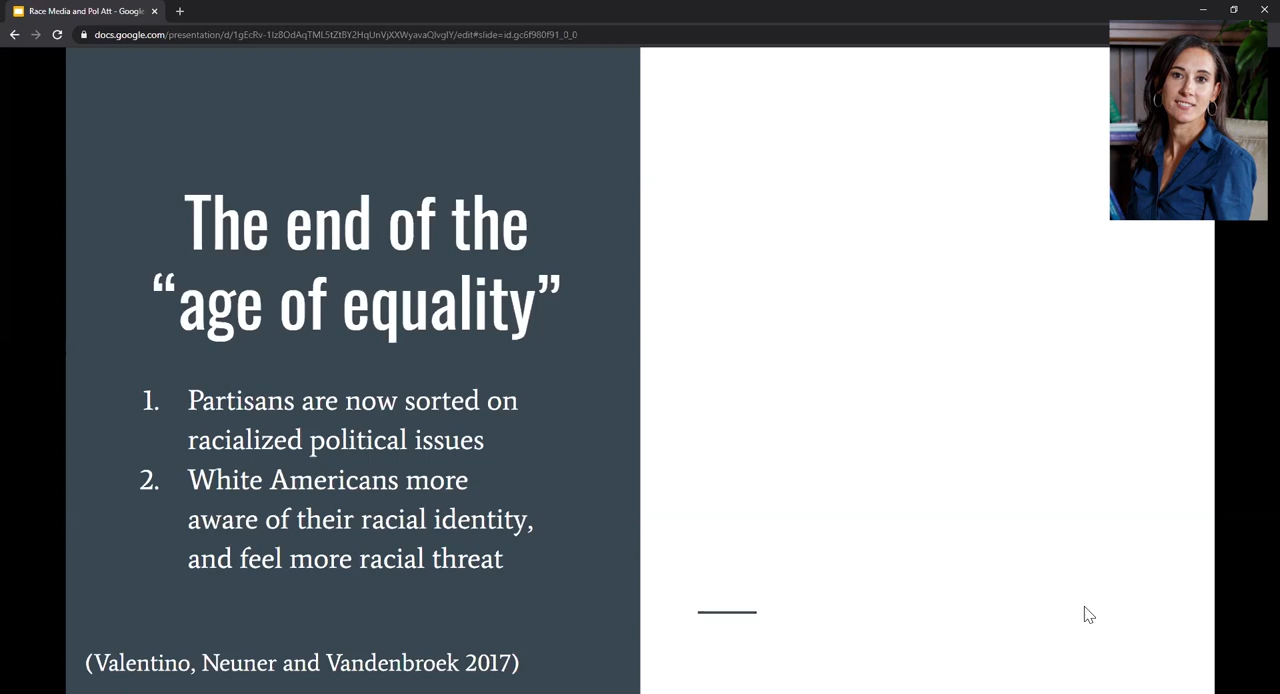 Race Media and Pol Att - Google
docs.google.com/presentation/d/1gEcRv-1Iz8OdAqTML5tZtBY2HqUnVjXXWyavaQIvgIY/edit#slide=id.gc6f980f91_0_0
The end of the
“age of equality”
1. Partisans are now sorted on
racialized political issues
2. White Americans more
aware of their racial identity,
and feel more racial threat
(Valentino, Neuner and Vandenbroek 2017)